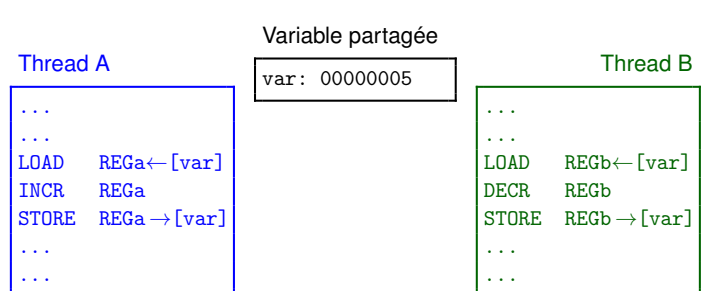 Variable partagée
var: 00000005
Thread A
...
...
LOAD REGa←[var]
INCR REGa
STORE REGa→[var]
...
...
Thread B
...
...
LOAD REGb←[var]
DECR REGb
STORE REGb→[var]
...
...